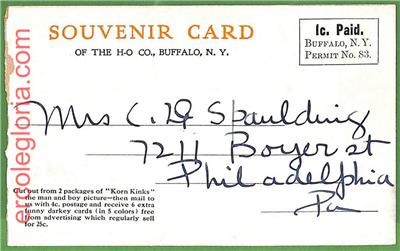 SOUVENIR CARD
OF THE H-O CO., BUFFALO, N. Y.
1c. Paid.
BUFFALO, N. Y.
PERMIT No. 83.
Mrs C. D Spaulding
7211 Boyer st
Philadelphia
Pa
Cut out from 2 packages of "Korn Kinks"
the man and boy picture—then mail to
us with 4c. postage and receive 6 extra
funny darkey cards (in 5 colors) free
from advertising which regularly sell
for 25c.
ersolegloria.com